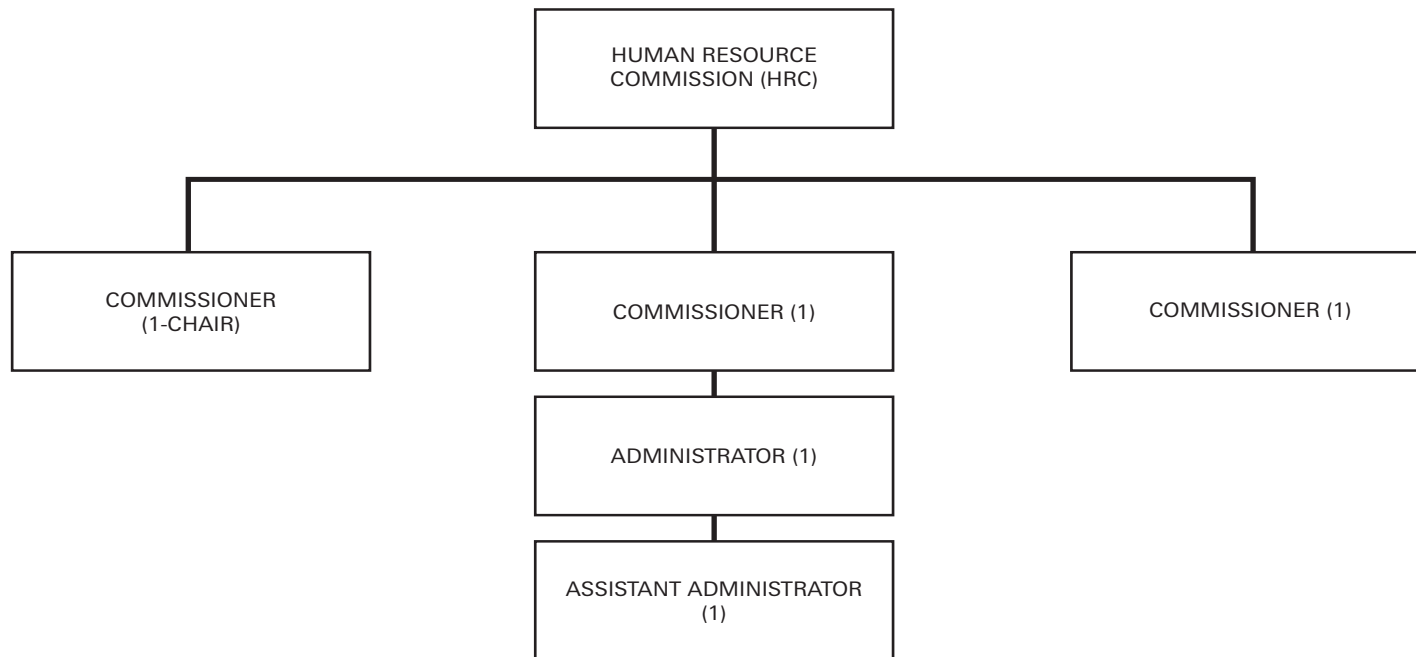 HUMAN RESOURCE
COMMISSION (HRC)
COMMISSIONER
(1-CHAIR)
COMMISSIONER (1)
COMMISSIONER (1)
ADMINISTRATOR (1)
ASSISTANT ADMINISTRATOR
(1)